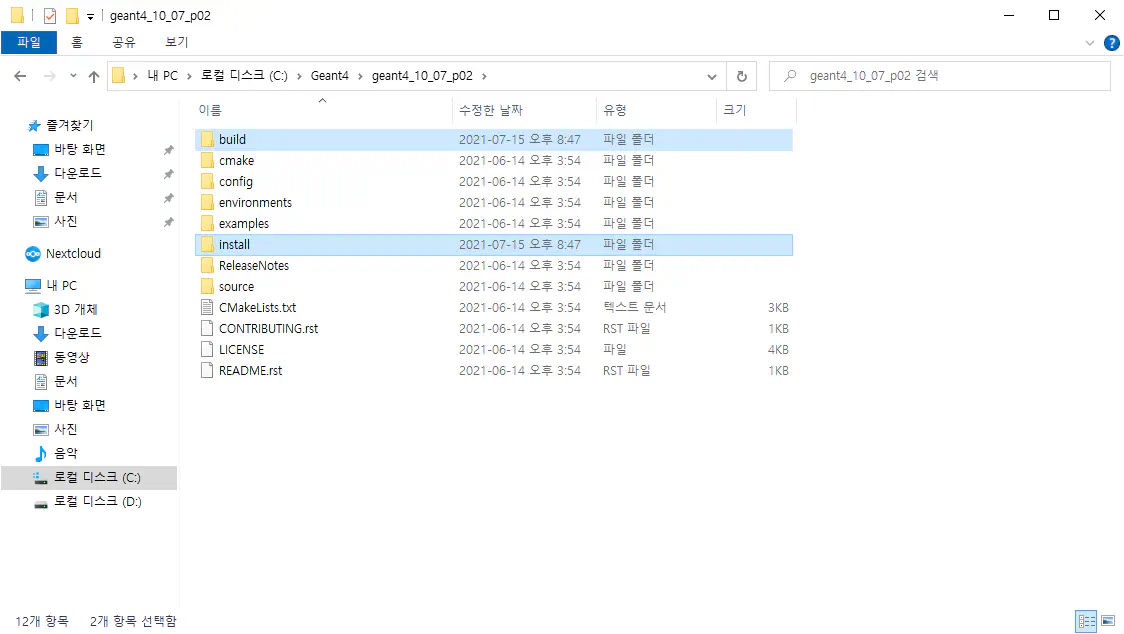 geant4_10_07_p02
파일 홈 공유 보기
내 PC 로컬 디스크 (C:) Geant4 geant4_10_07_p02
geant4_10_07_p02 검색
즐겨찾기
바탕 화면
다운로드
문서
사진
Nextcloud
내 PC
3D 개체
다운로드
동영상
문서
바탕 화면
사진
음악
로컬 디스크 (C:)
로컬 디스크 (D:)
이름 수정한 날짜 유형 크기
build 2021-07-15 오후 8:47 파일 폴더
cmake 2021-06-14 오후 3:54 파일 폴더
config 2021-06-14 오후 3:54 파일 폴더
environments 2021-06-14 오후 3:54 파일 폴더
examples 2021-06-14 오후 3:54 파일 폴더
install 2021-07-15 오후 8:47 파일 폴더
ReleaseNotes 2021-06-14 오후 3:54 파일 폴더
source 2021-06-14 오후 3:54 파일 폴더
CMakeLists.txt 2021-06-14 오후 3:54 텍스트 문서 3KB
CONTRIBUTING.rst 2021-06-14 오후 3:54 RST 파일 1KB
LICENSE 2021-06-14 오후 3:54 파일 4KB
README.rst 2021-06-14 오후 3:54 RST 파일 1KB
12개 항목 2개 항목 선택함